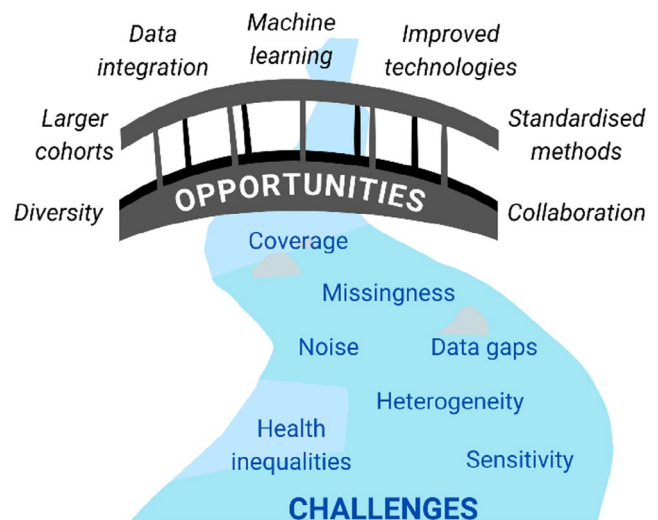 Data
integration
Machine
learning
Improved
technologies
Larger
cohorts
Standardised
methods
Diversity
OPPORTUNITIES
Collaboration
Coverage
Missingness
Noise
Data gaps
Heterogeneity
Health
inequalities
Sensitivity
CHALLENGES